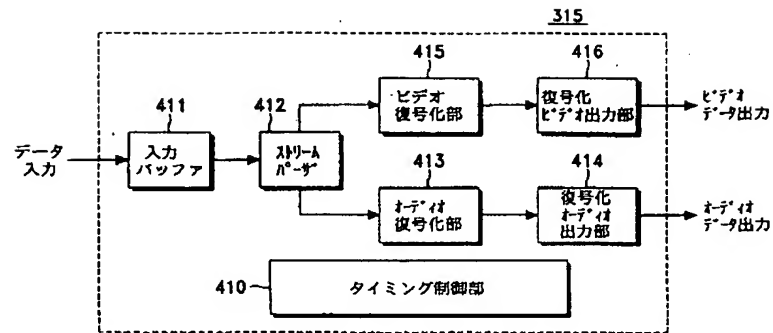 315
415
416
ビデオ
復号化部
復号化
ビデオ出力部
ビデオ
データ出力
411
412
データ
入力
入力
バッファ
ストリーム
パーザ
413
414
オーディオ
復号化部
復号化
オーディオ
出力部
オーディオ
データ出力
410
タイミング制御部